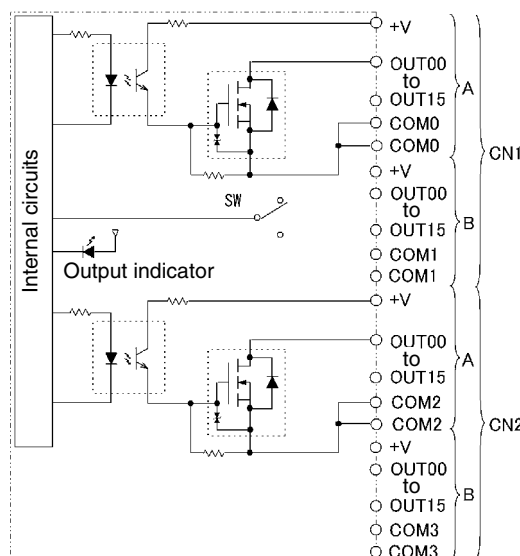 +V
OUT00
to
OUT15
COM0
COM0
A
+V
OUT00
to
OUT15
COM1
COM1
B
CN1
Internal circuits
SW
Output indicator
+V
OUT00
to
OUT15
COM2
COM2
A
+V
OUT00
to
OUT15
COM3
COM3
B
CN2